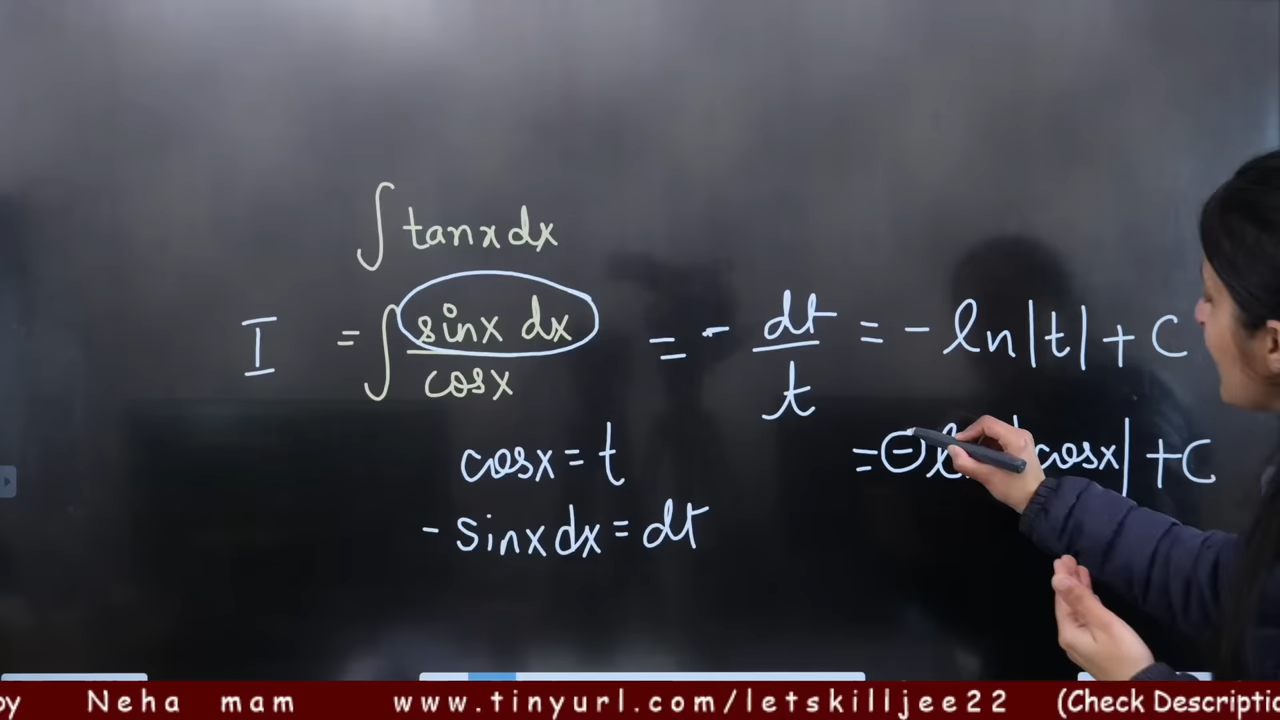 ∫ tanx dx
I = ∫ sinx dx / cosx = - dt / t = - ln|t| + C
cosx = t
= - |cosx| + C
- sinx dx = dt
by Neha mam www.tinyurl.com/letskilljee22 (Check Descriptio